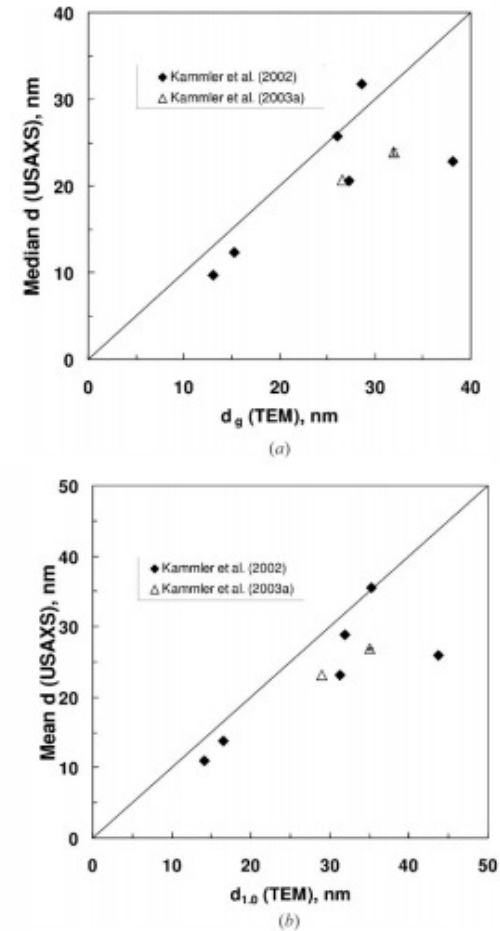 40
30
20
10
0
Median d (USAXS), nm
◆ Kammler et al. (2002)
△ Kammler et al. (2003a)
0 10 20 30 40
d g (TEM), nm
(a)
50
40
30
20
10
0
Mean d (USAXS), nm
◆ Kammler et al. (2002)
△ Kammler et al. (2003a)
0 10 20 30 40 50
d1.0 (TEM), nm
(b)